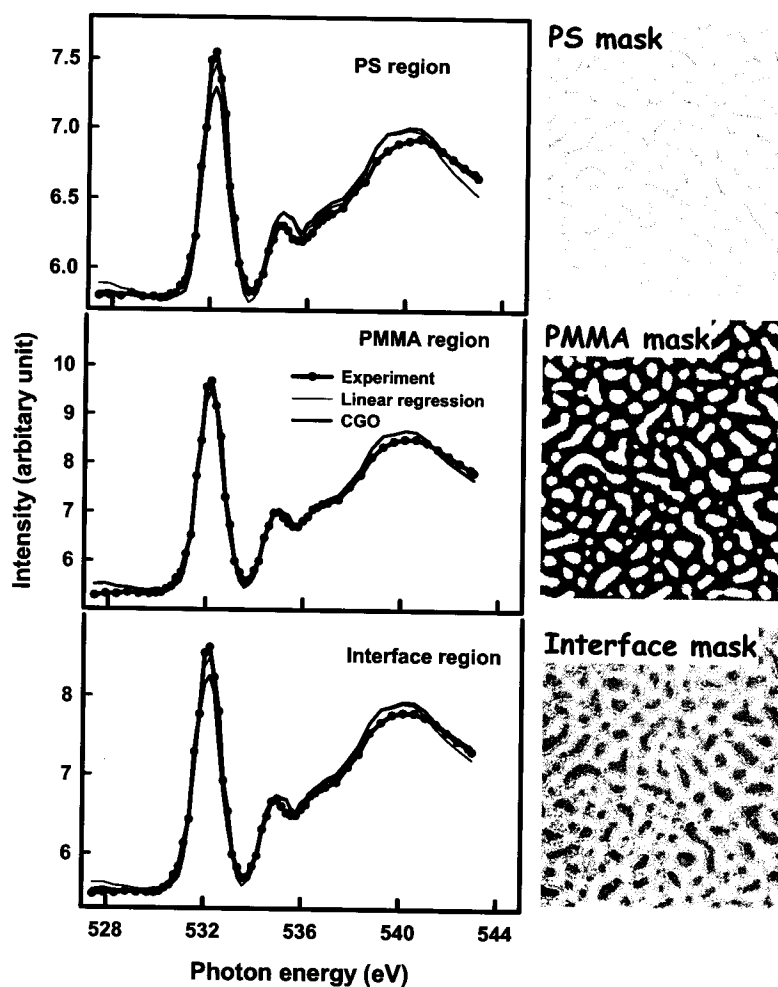 PS mask
PS region
7.5
7.0
6.5
6.0
PMMA mask
PMMA region
Experiment
Linear regression
CGO
10
9
8
7
6
Intensity (arbitary unit)
Interface mask
Interface region
8
7
6
528
532
536
540
544
Photon energy (eV)